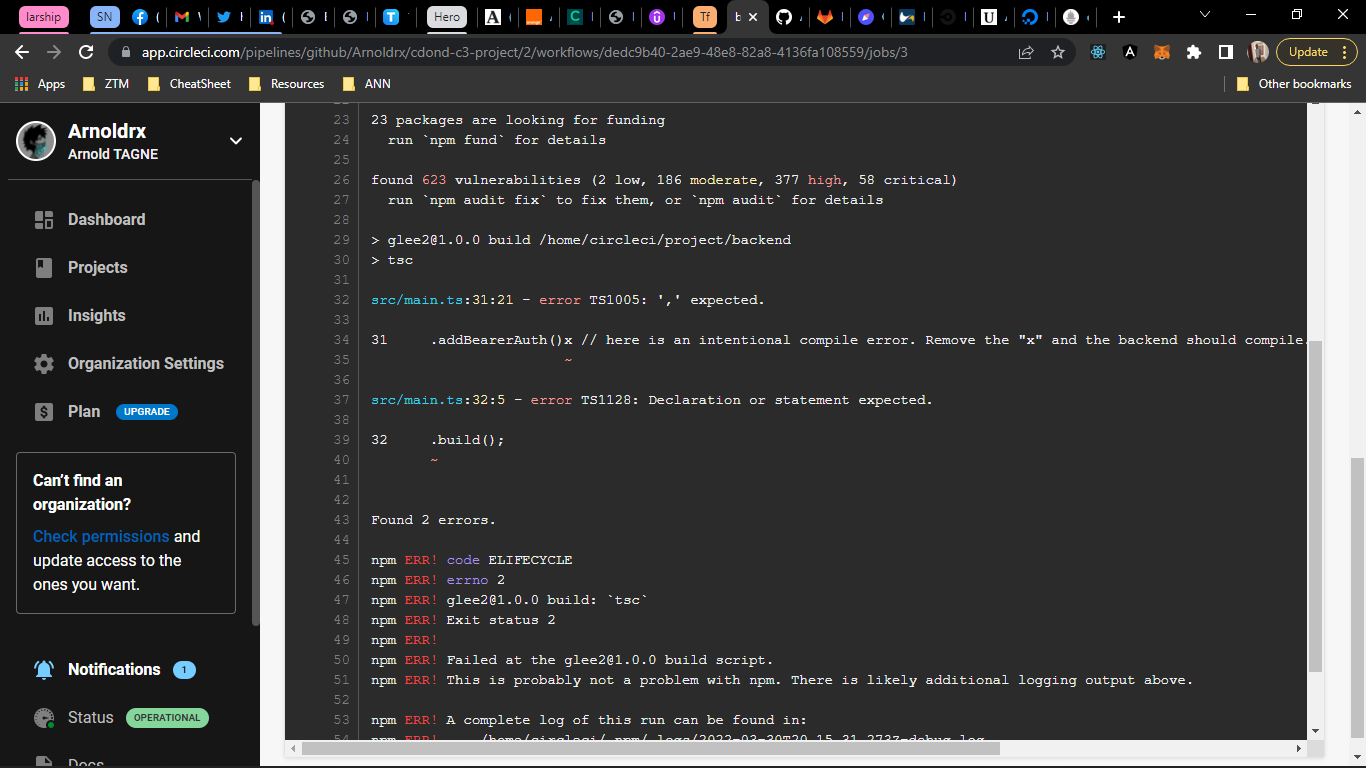 larship
SN
Hero
Tf
Update
app.circleci.com/pipelines/github/Arnoldrx/cdond-c3-project/2/workflows/dedc9b40-2ae9-48e8-82a8-4136fa108559/jobs/3
Apps
ZTM
CheatSheet
Resources
ANN
Other bookmarks
Arnoldrx
Arnold TAGNE
Dashboard
Projects
Insights
Organization Settings
Plan UPGRADE
Can't find an
organization?
Check permissions and
update access to the
ones you want.
Notifications 1
Status OPERATIONAL
Docs
23 23 packages are looking for funding
24 run `npm fund` for details
25
26 found 623 vulnerabilities (2 low, 186 moderate, 377 high, 58 critical)
27 run `npm audit fix` to fix them, or `npm audit` for details
28
29 > glee2@1.0.0 build /home/circleci/project/backend
30 > tsc
31
32 src/main.ts:31:21 - error TS1005: ',' expected.
33
34 31 .addBearerAuth()x // here is an intentional compile error. Remove the "x" and the backend should compile.
35 ~
36
37 src/main.ts:32:5 - error TS1128: Declaration or statement expected.
38
39 32 .build();
40 ~
41
42
43 Found 2 errors.
44
45 npm ERR! code ELIFECYCLE
46 npm ERR! errno 2
47 npm ERR! glee2@1.0.0 build: `tsc`
48 npm ERR! Exit status 2
49 npm ERR!
50 npm ERR! Failed at the glee2@1.0.0 build script.
51 npm ERR! This is probably not a problem with npm. There is likely additional logging output above.
52
53 npm ERR! A complete log of this run can be found in:
54 npm ERR! /home/circleci/.npm/_logs/2022-03-30T20_15_31_273Z-debug.log